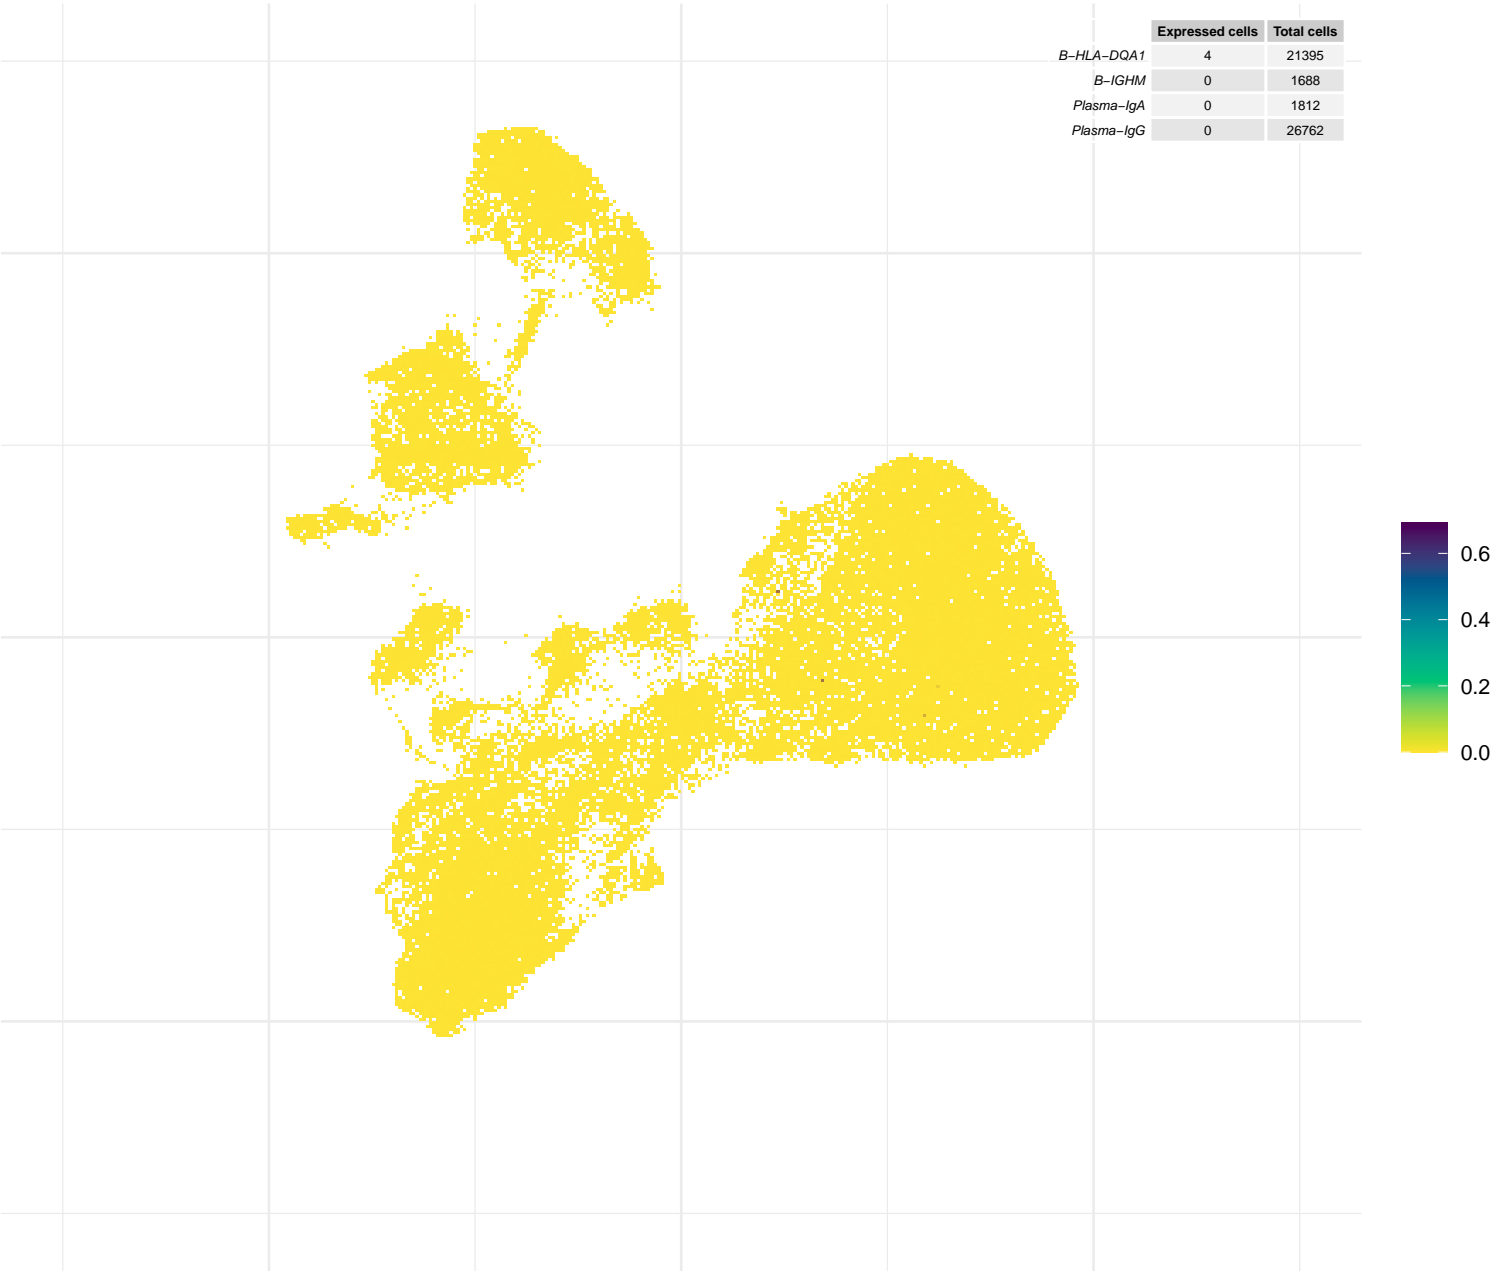 Expressed cells Total cells
B−HLA−DQA1 4 21395
B−IGHM 0 1688
Plasma−IgA 0 1812
Plasma−IgG 0 26762
0.6
0.4
0.2
0.0